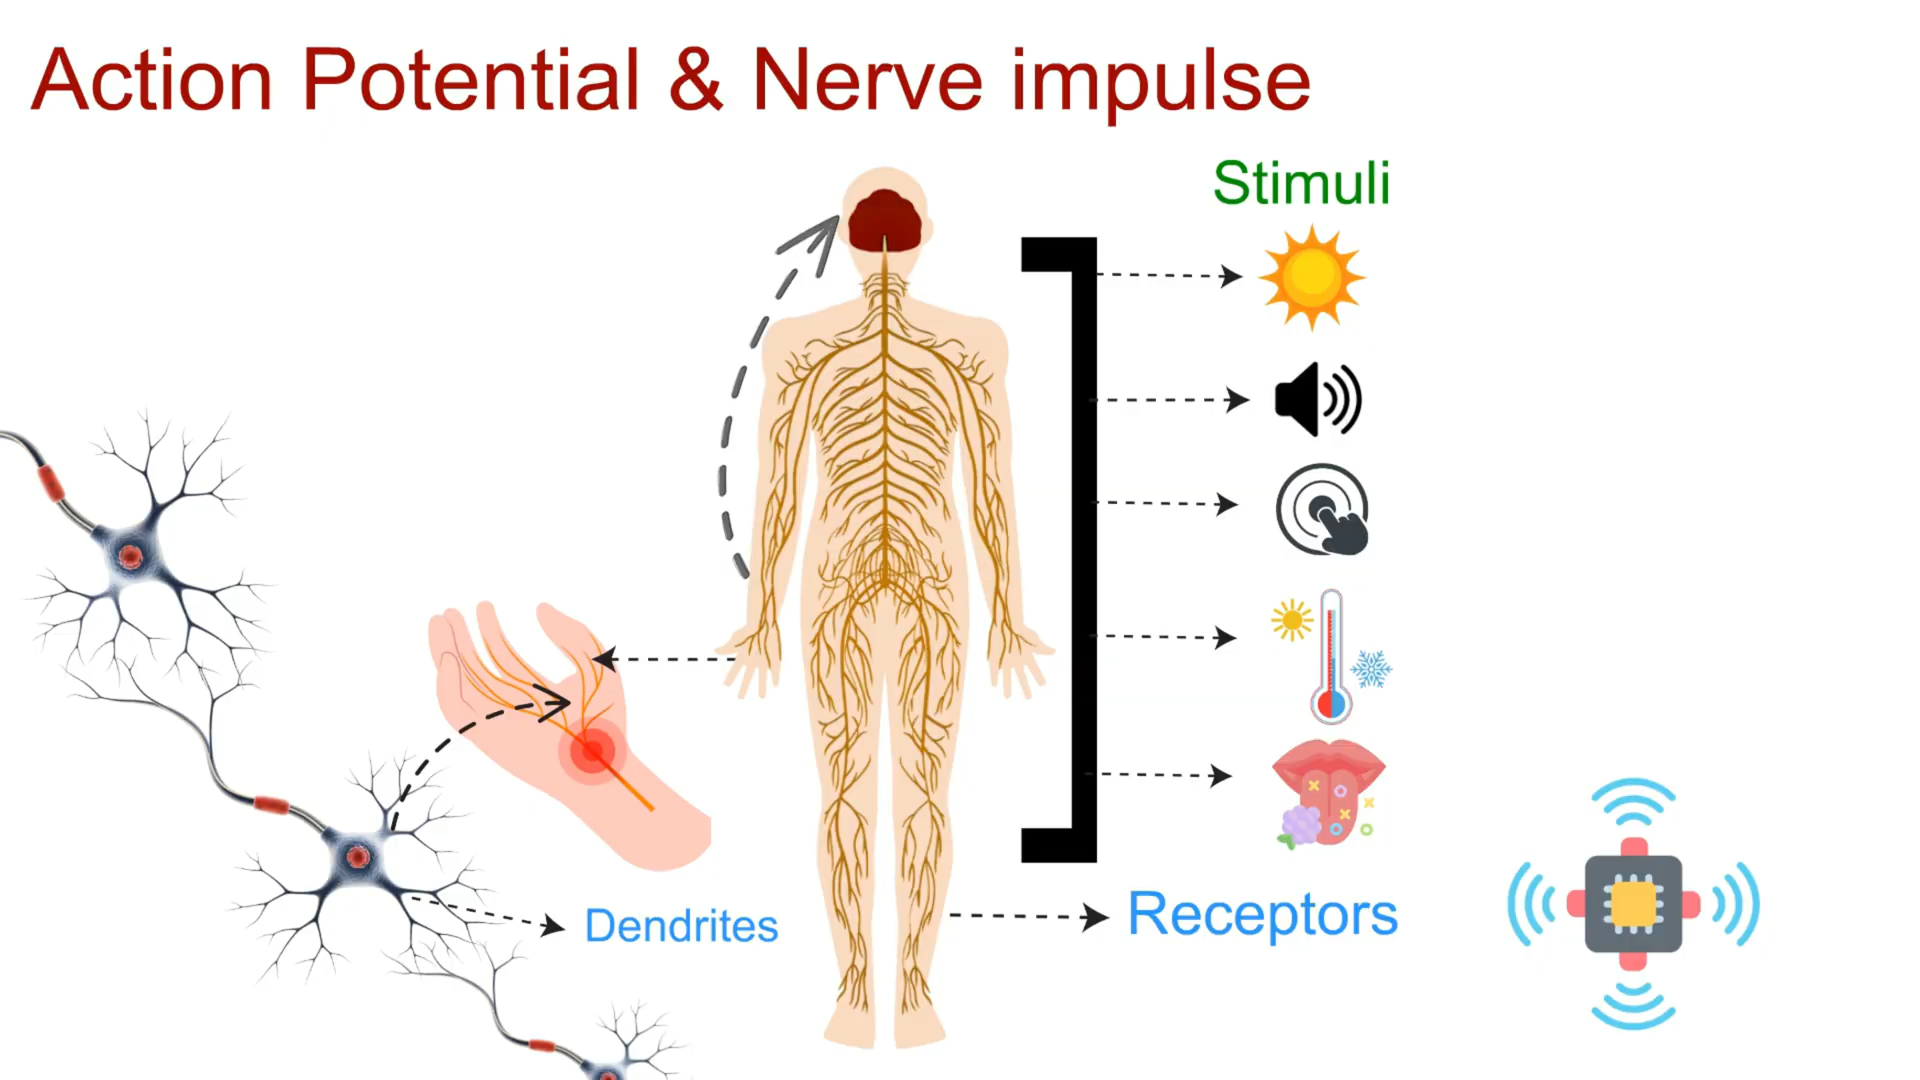 Action Potential & Nerve impulse
Stimuli
Dendrites
Receptors